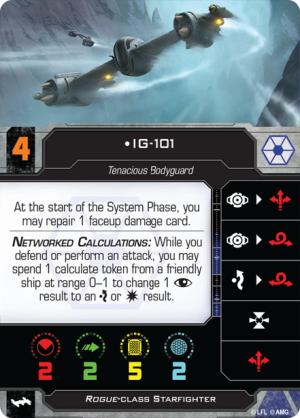 4
•IG-101
Tenacious Bodyguard
At the start of the System Phase, you
may repair 1 faceup damage card.
NETWORKED CALCULATIONS: While you
defend or perform an attack, you may
spend 1 calculate token from a friendly
ship at range 0–1 to change 1
result to an or result.
2 2 5 2
ROGUE-CLASS STARFIGHTER
©LFL ©AMG